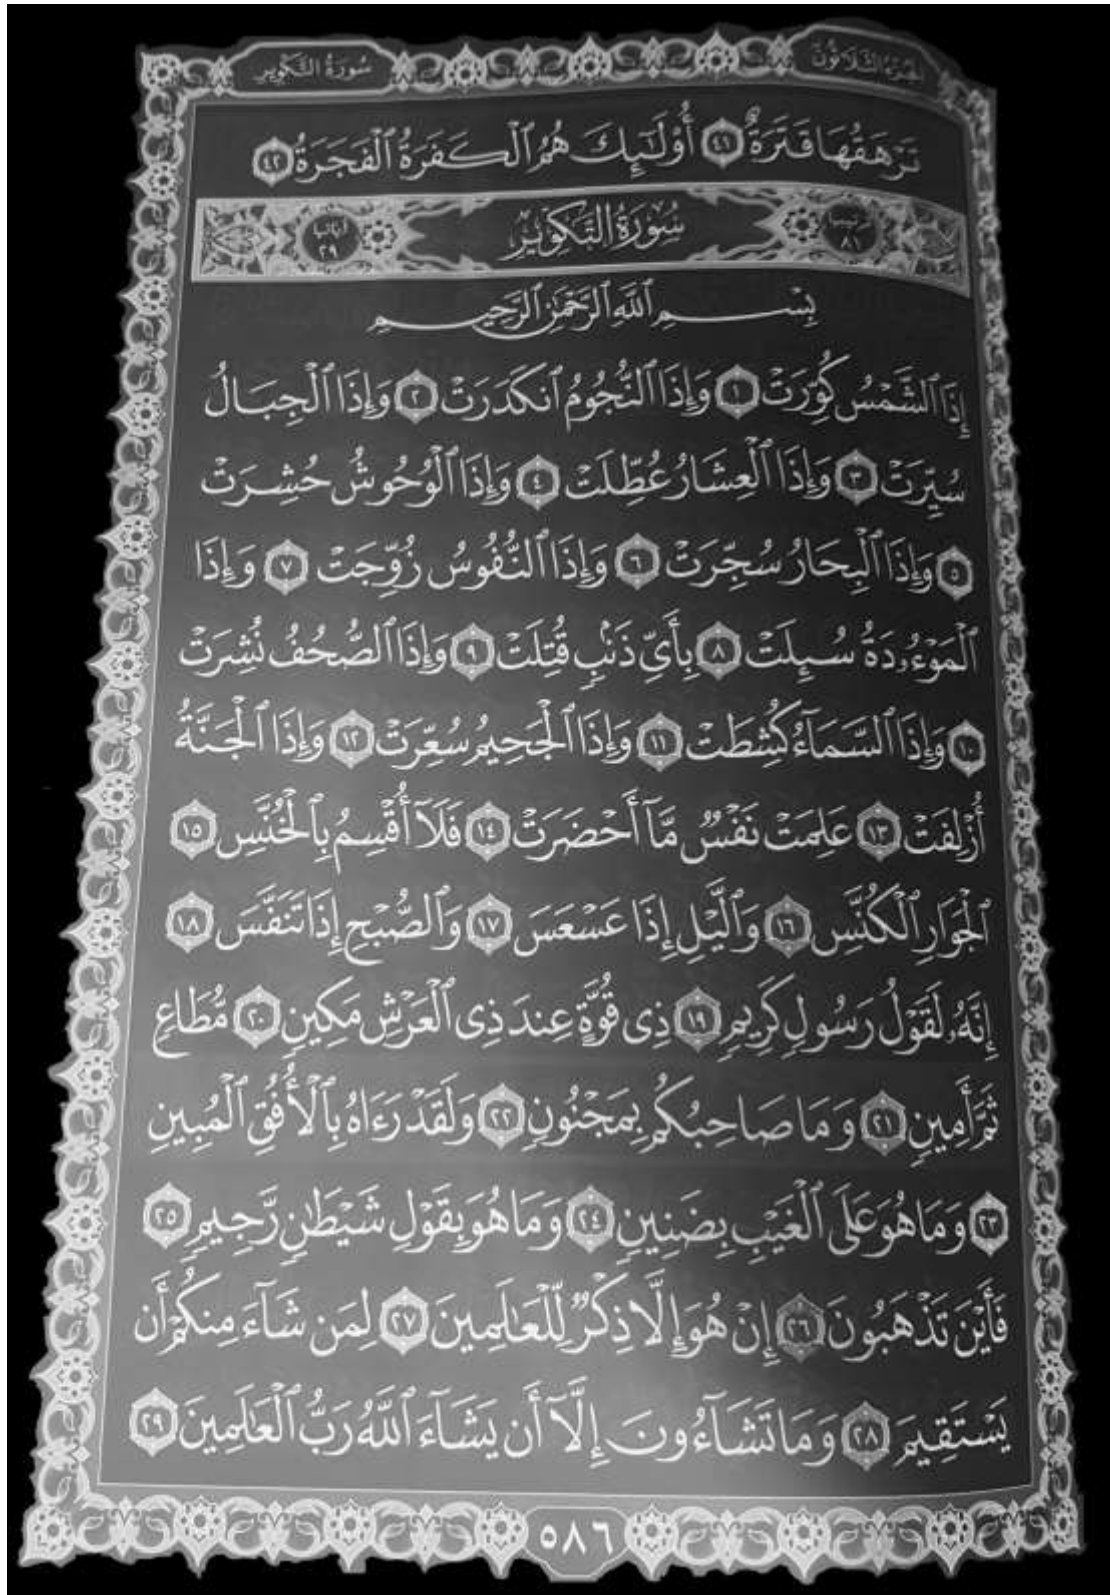 الجزء الثلاثون
سورة التكوير
تَرْهَقُهَا قَتَرَةٌ ٤١ أُوْلَٰٓئِكَ هُمُ ٱلْكَفَرَةُ ٱلْفَجَرَةُ ٤٢
ترتيبها ٨١
سُورَةُ التَّكْوِيرِ
آياتها ٢٩
بِسْمِ ٱللَّهِ ٱلرَّحْمَٰنِ ٱلرَّحِيمِ
إِذَا ٱلشَّمْسُ كُوِّرَتْ ١ وَإِذَا ٱلنُّجُومُ ٱنكَدَرَتْ ٢ وَإِذَا ٱلْجِبَالُ
سُيِّرَتْ ٣ وَإِذَا ٱلْعِشَارُ عُطِّلَتْ ٤ وَإِذَا ٱلْوُحُوشُ حُشِرَتْ
٥ وَإِذَا ٱلْبِحَارُ سُجِّرَتْ ٦ وَإِذَا ٱلنُّفُوسُ زُوِّجَتْ ٧ وَإِذَا
ٱلْمَوْءُۥدَةُ سُئِلَتْ ٨ بِأَيِّ ذَنۢبٍ قُتِلَتْ ٩ وَإِذَا ٱلصُّحُفُ نُشِرَتْ
١٠ وَإِذَا ٱلسَّمَآءُ كُشِطَتْ ١١ وَإِذَا ٱلْجَحِيمُ سُعِّرَتْ ١٢ وَإِذَا ٱلْجَنَّةُ
أُزْلِفَتْ ١٣ عَلِمَتْ نَفْسٌ مَّآ أَحْضَرَتْ ١٤ فَلَآ أُقْسِمُ بِٱلْخُنَّسِ ١٥
ٱلْجَوَارِ ٱلْكُنَّسِ ١٦ وَٱلَّيْلِ إِذَا عَسْعَسَ ١٧ وَٱلصُّبْحِ إِذَا تَنَفَّسَ ١٨
إِنَّهُۥ لَقَوْلُ رَسُولٍ كَرِيمٍ ١٩ ذِى قُوَّةٍ عِندَ ذِى ٱلْعَرْشِ مَكِينٍ ٢٠ مُّطَاعٍ
ثَمَّ أَمِينٍ ٢١ وَمَا صَاحِبُكُم بِمَجْنُونٍ ٢٢ وَلَقَدْ رَءَاهُ بِٱلْأُفُقِ ٱلْمُبِينِ
٢٣ وَمَا هُوَ عَلَى ٱلْغَيْبِ بِضَنِينٍ ٢٤ وَمَا هُوَ بِقَوْلِ شَيْطَٰنٍ رَّجِيمٍ ٢٥
فَأَيْنَ تَذْهَبُونَ ٢٦ إِنْ هُوَ إِلَّا ذِكْرٌ لِّلْعَٰلَمِينَ ٢٧ لِمَن شَآءَ مِنكُمْ أَن
يَسْتَقِيمَ ٢٨ وَمَا تَشَآءُونَ إِلَّآ أَن يَشَآءَ ٱللَّهُ رَبُّ ٱلْعَٰلَمِينَ ٢٩
٥٨٦